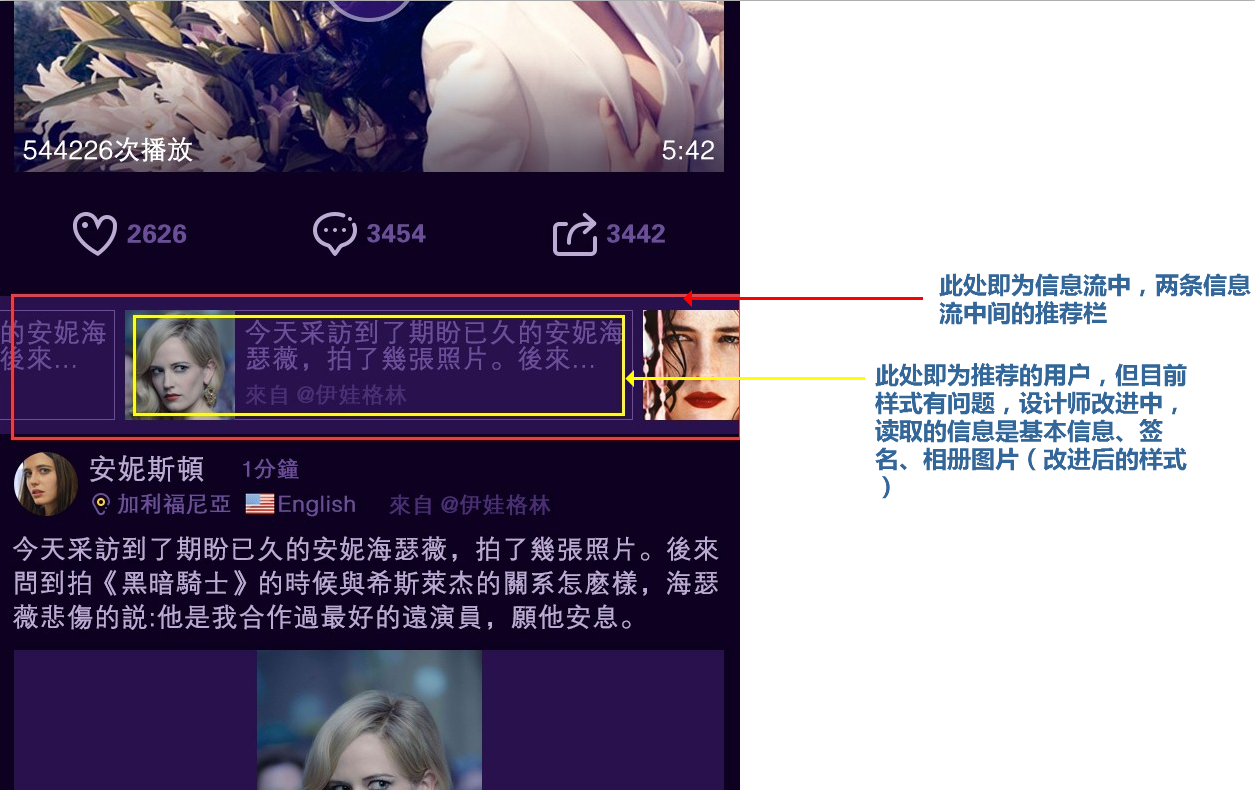 544226次播放
5:42
2626
3454
3442
此处即为信息流中，两条信息
流中间的推荐栏
的安妮海
後來...
今天采訪到了期盼已久的安妮海
瑟薇，拍了幾張照片。後來...
來自 @伊娃格林
此处即为推荐的用户，但目前
样式有问题，设计师改进中，
读取的信息是基本信息、签
名、相册图片（改进后的样式
）
安妮斯頓 1分鐘
加利福尼亞 English 來自 @伊娃格林
今天采訪到了期盼已久的安妮海瑟薇，拍了幾張照片。後來
問到拍《黑暗騎士》的時候與希斯萊杰的關系怎麽樣，海瑟
薇悲傷的説:他是我合作過最好的遠演員，願他安息。